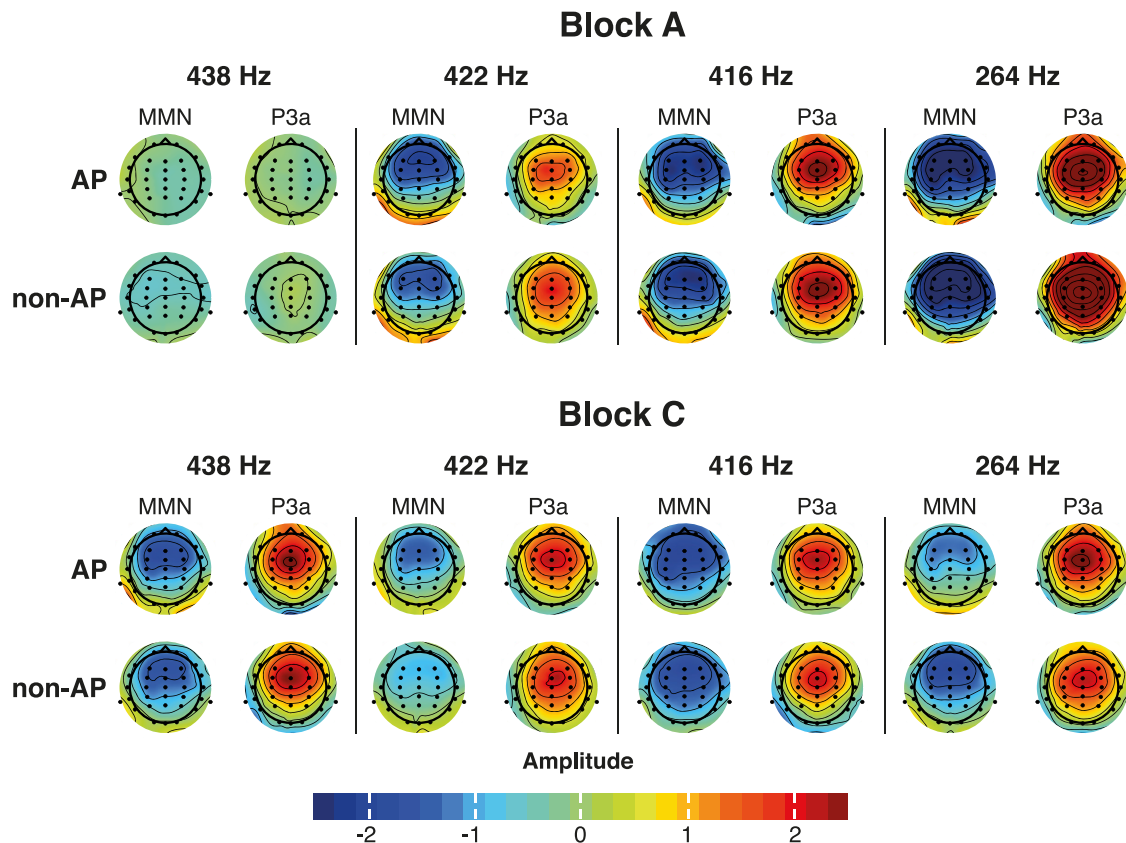 Block A
438 Hz 422 Hz 416 Hz 264 Hz
MMN P3a MMN P3a MMN P3a MMN P3a
AP
non-AP
Block C
438 Hz 422 Hz 416 Hz 264 Hz
MMN P3a MMN P3a MMN P3a MMN P3a
AP
non-AP
Amplitude
-2 -1 0 1 2